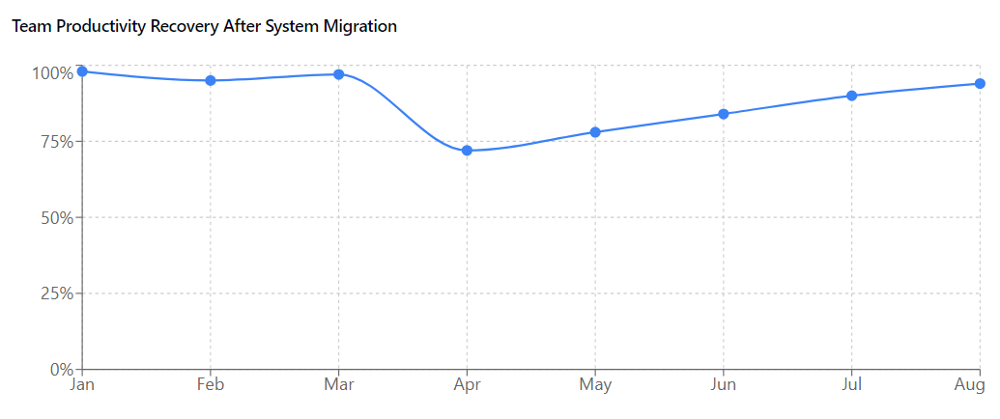 Team Productivity Recovery After System Migration
100%
75%
50%
25%
0%
Jan Feb Mar Apr May Jun Jul Aug